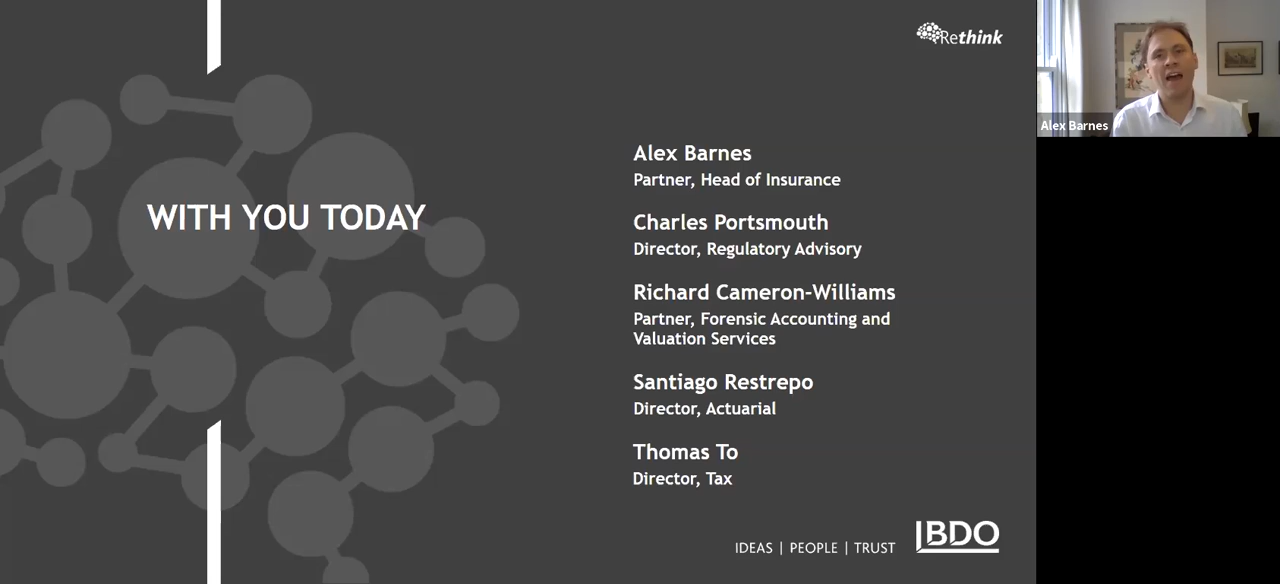 Rethink
Alex Barnes
WITH YOU TODAY
Alex Barnes
Partner, Head of Insurance
Charles Portsmouth
Director, Regulatory Advisory
Richard Cameron-Williams
Partner, Forensic Accounting and
Valuation Services
Santiago Restrepo
Director, Actuarial
Thomas To
Director, Tax
IDEAS | PEOPLE | TRUST
BDO